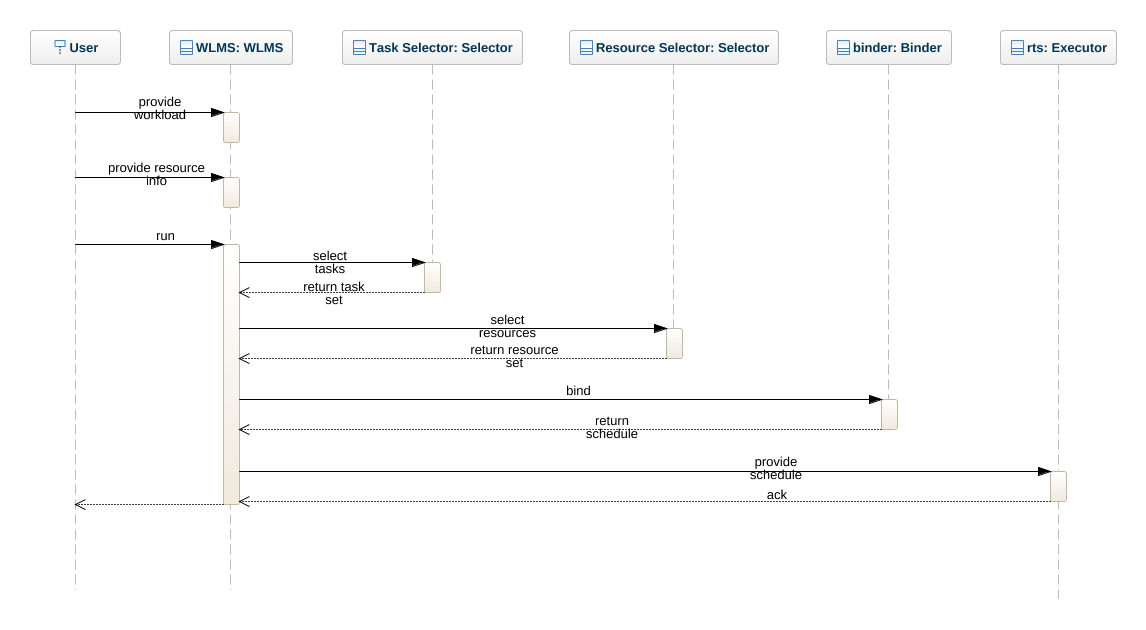 User
WLMS: WLMS
Task Selector: Selector
Resource Selector: Selector
binder: Binder
rts: Executor
provide
workload
provide resource
info
run
select
tasks
return task
set
select
resources
return resource
set
bind
return
schedule
provide
schedule
ack